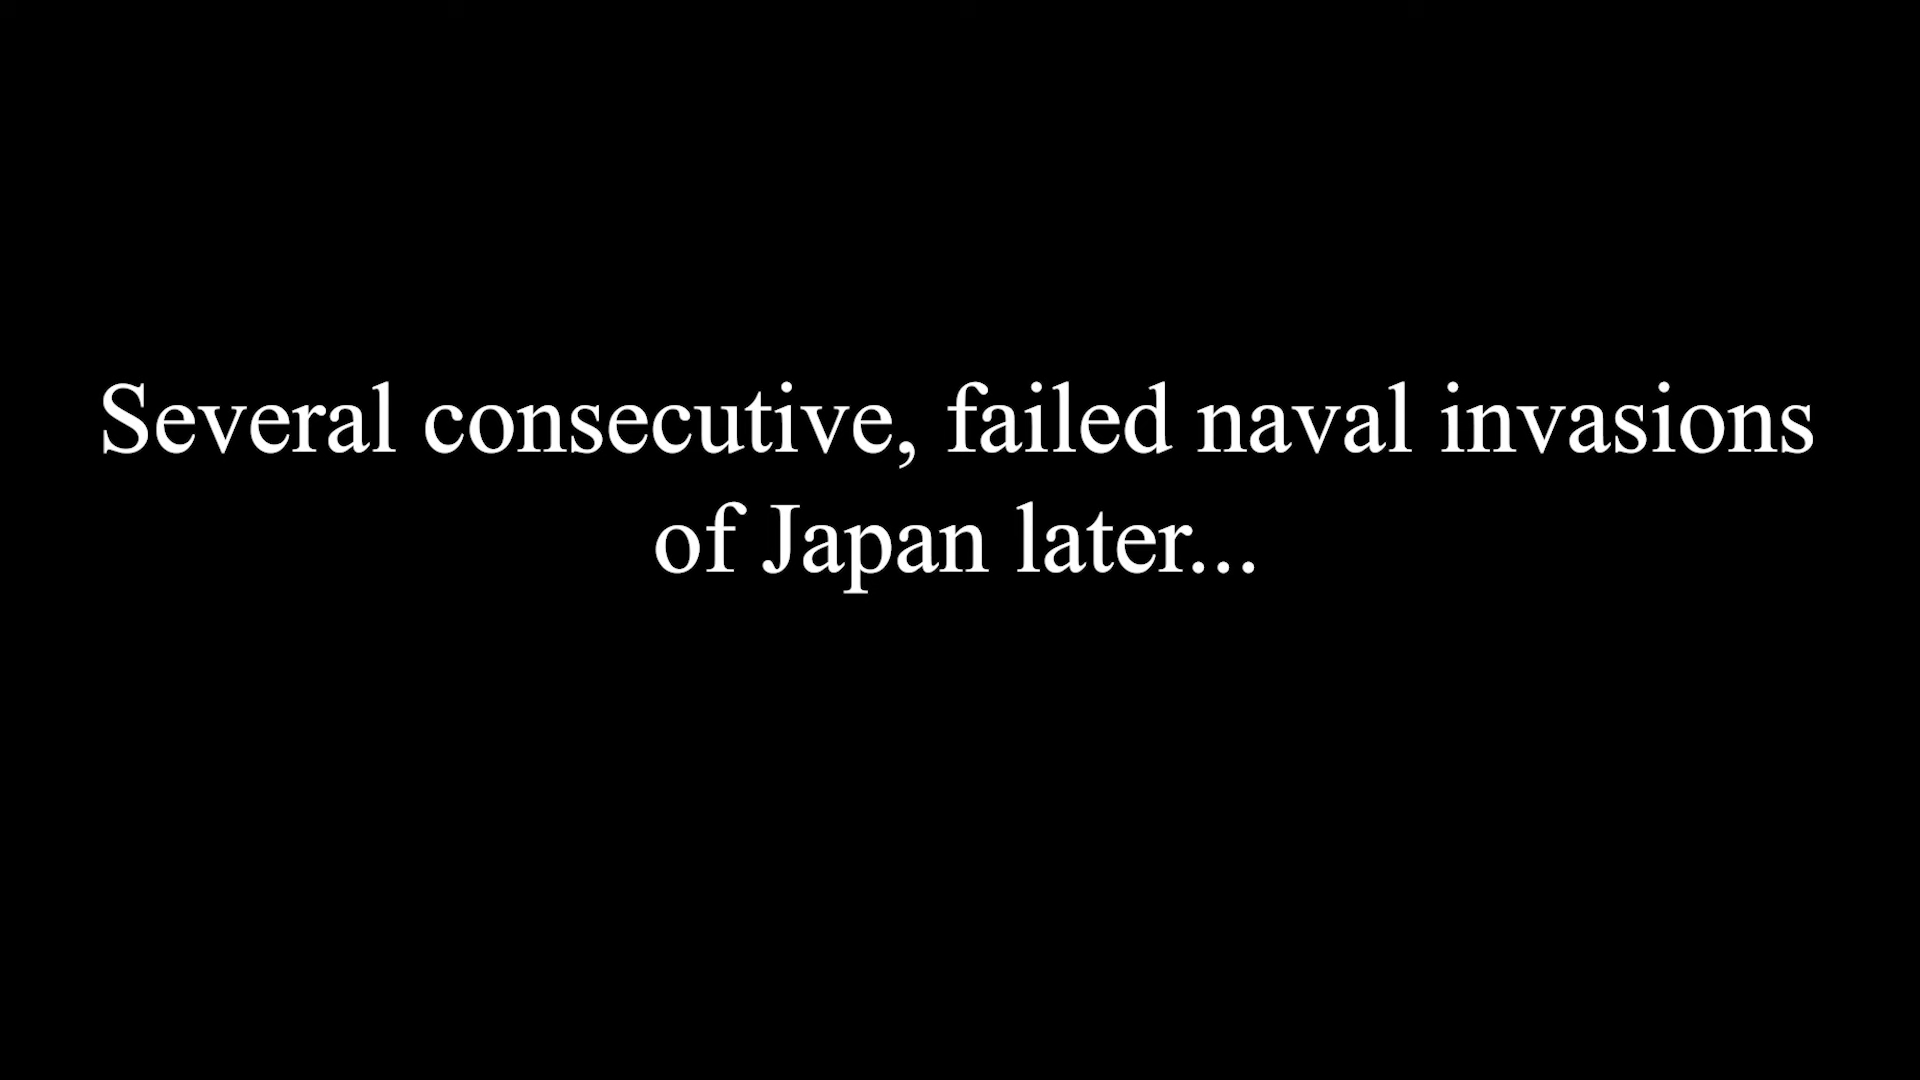 Several consecutive, failed naval invasions
of Japan later...